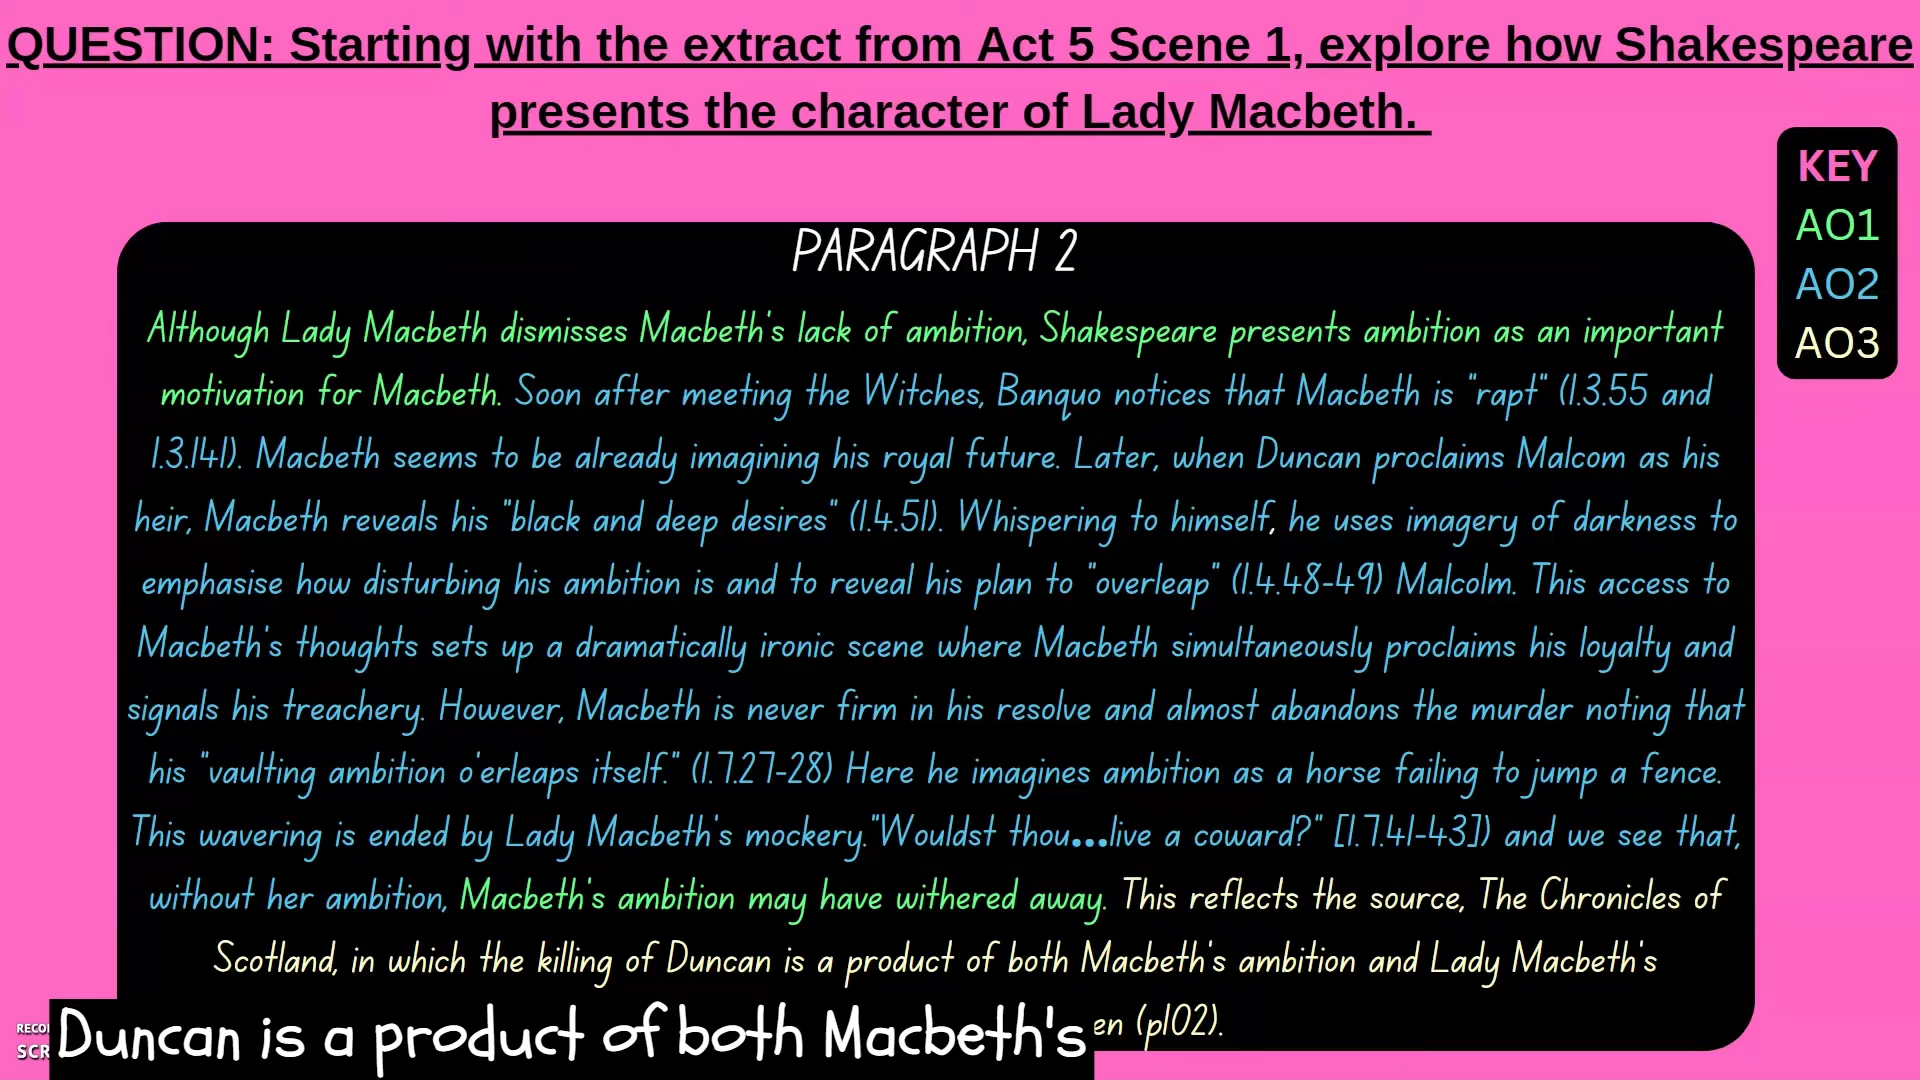 QUESTION: Starting with the extract from Act 5 Scene 1, explore how Shakespeare
presents the character of Lady Macbeth.
KEY
AO1
AO2
AO3
PARAGRAPH 2
Although Lady Macbeth dismisses Macbeth's lack of ambition, Shakespeare presents ambition as an important
motivation for Macbeth. Soon after meeting the Witches, Banquo notices that Macbeth is "rapt" (1.3.55 and
1.3.141). Macbeth seems to be already imagining his royal future. Later, when Duncan proclaims Malcom as his
heir, Macbeth reveals his "black and deep desires" (1.4.51). Whispering to himself, he uses imagery of darkness to
emphasise how disturbing his ambition is and to reveal his plan to "overleap" (1.4.48-49) Malcolm. This access to
Macbeth's thoughts sets up a dramatically ironic scene where Macbeth simultaneously proclaims his loyalty and
signals his treachery. However, Macbeth is never firm in his resolve and almost abandons the murder noting that
his "vaulting ambition o'erleaps itself." (1.7.27-28) Here he imagines ambition as a horse failing to jump a fence.
This wavering is ended by Lady Macbeth's mockery."Wouldst thou...live a coward?" [1.7.41-43]) and we see that,
without her ambition, Macbeth's ambition may have withered away. This reflects the source, The Chronicles of
Scotland, in which the killing of Duncan is a product of both Macbeth's ambition and Lady Macbeth's
en (p102).
Duncan is a product of both Macbeth's